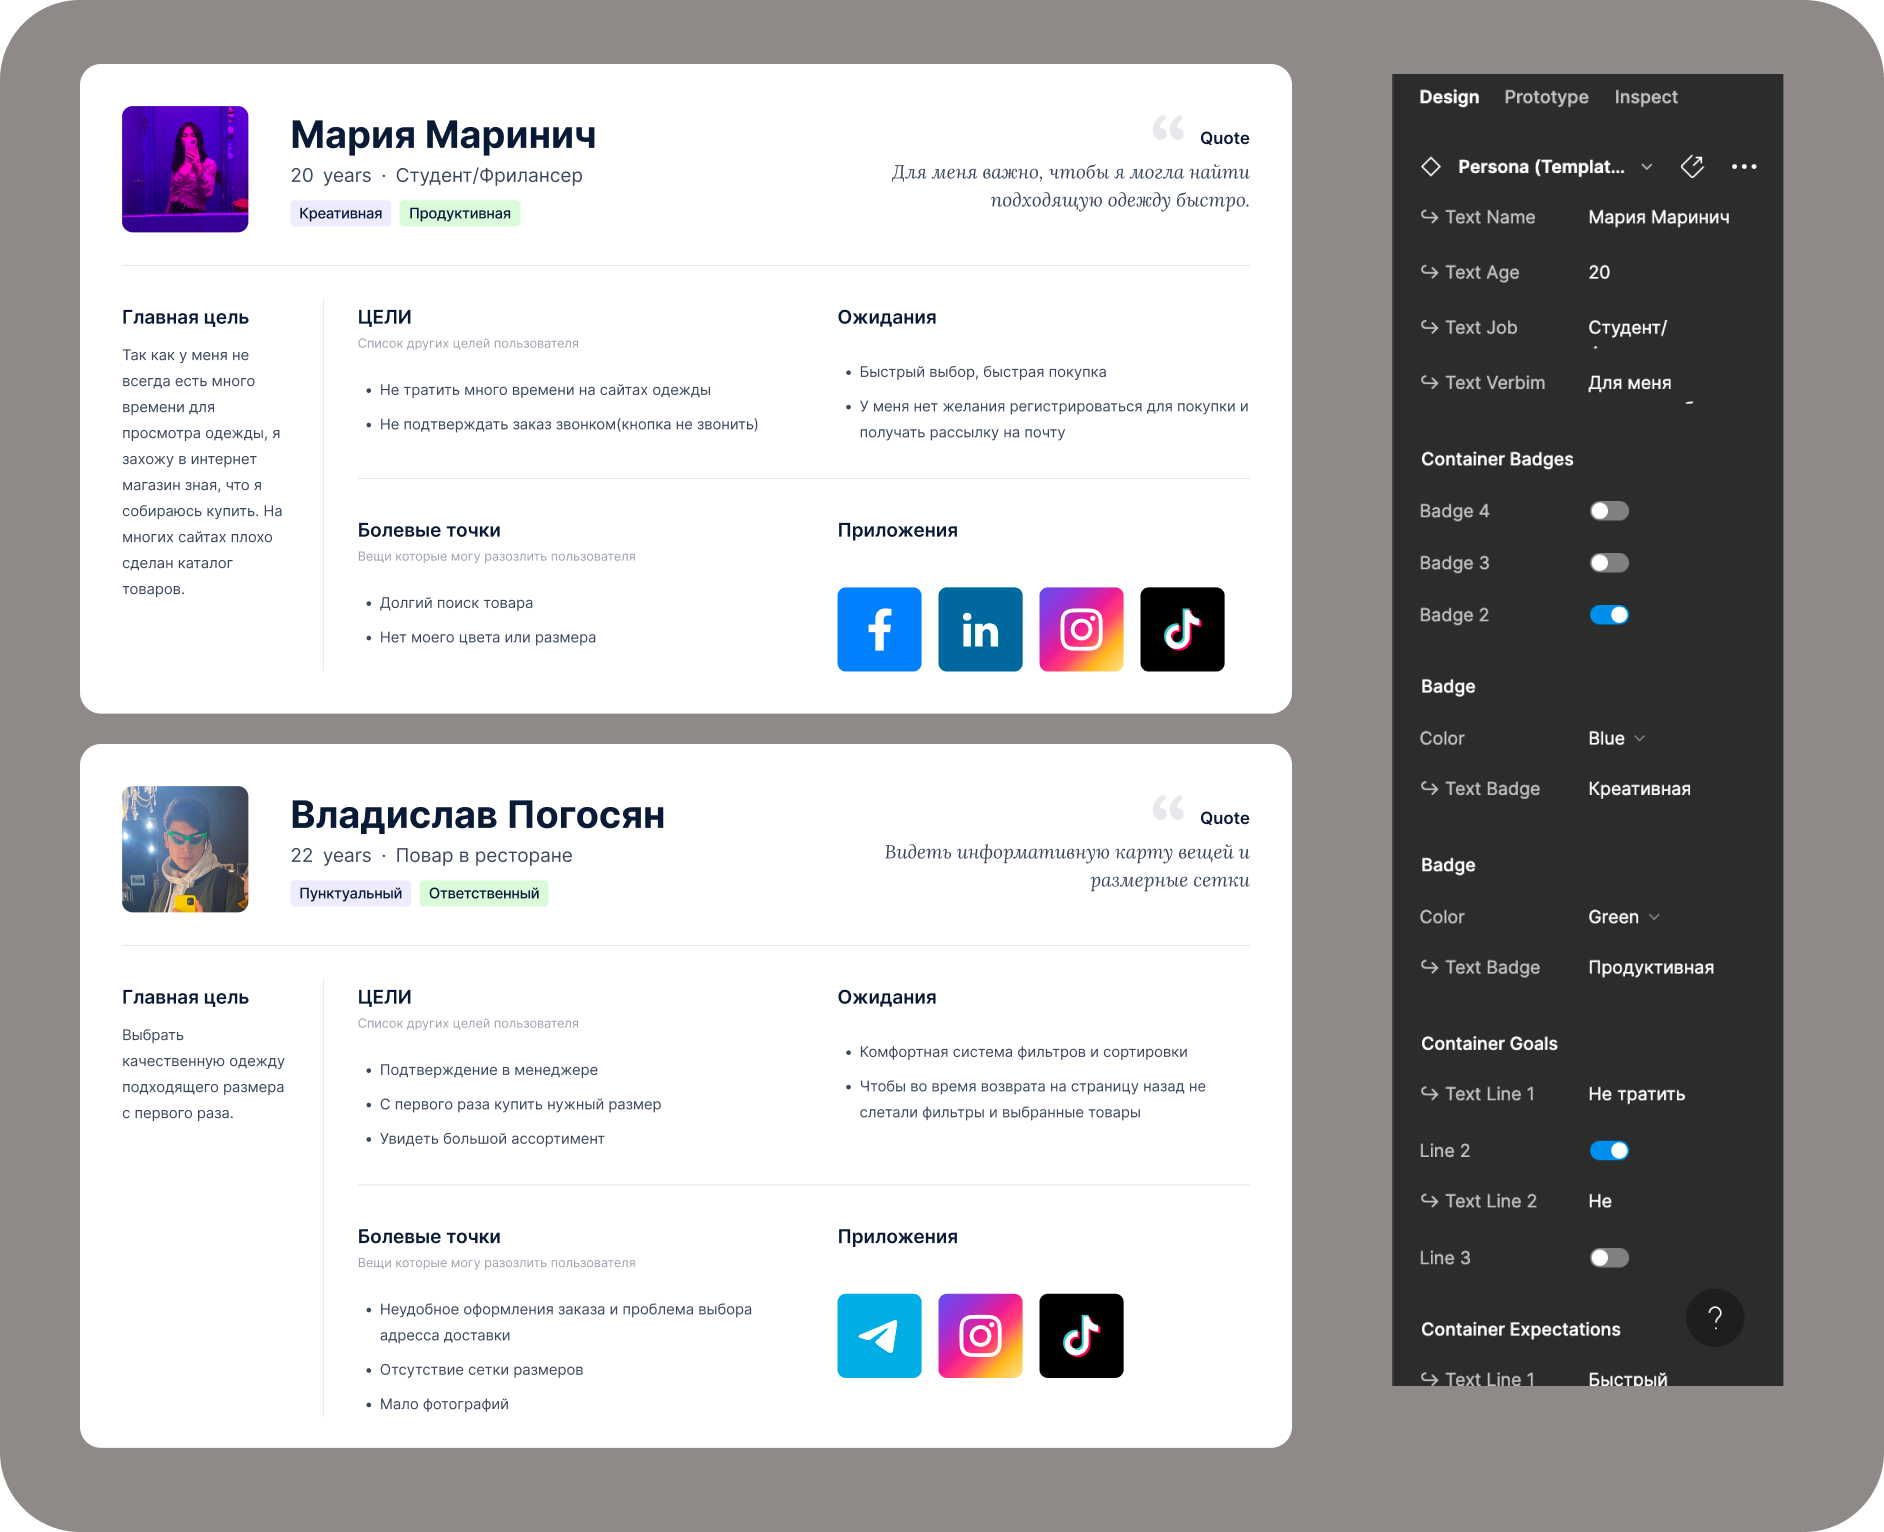 Мария Маринич
20 years · Студент/Фрилансер
Креативная Продуктивная
“ Quote
Для меня важно, чтобы я могла найти
подходящую одежду быстро.
Главная цель
Так как у меня не
всегда есть много
времени для
просмотра одежды, я
захожу в интернет
магазин зная, что я
собираюсь купить. На
многих сайтах плохо
сделан каталог
товаров.
ЦЕЛИ
Список других целей пользователя
• Не тратить много времени на сайтах одежды
• Не подтверждать заказ звонком(кнопка не звонить)
Ожидания
• Быстрый выбор, быстрая покупка
• У меня нет желания регистрироваться для покупки и
получать рассылку на почту
Болевые точки
Вещи которые могу разозлить пользователя
• Долгий поиск товара
• Нет моего цвета или размера
Приложения
in
Владислав Погосян
22 years · Повар в ресторане
Пунктуальный Ответственный
“ Quote
Видеть информативную карту вещей и
размерные сетки
Главная цель
Выбрать
качественную одежду
подходящего размера
с первого раза.
ЦЕЛИ
Список других целей пользователя
• Подтверждение в менеджере
• С первого раза купить нужный размер
• Увидеть большой ассортимент
Ожидания
• Комфортная система фильтров и сортировки
• Чтобы во время возврата на страницу назад не
слетали фильтры и выбранные товары
Болевые точки
Вещи которые могу разозлить пользователя
• Неудобное оформления заказа и проблема выбора
адресса доставки
• Отсутствие сетки размеров
• Мало фотографий
Приложения
Design Prototype Inspect
Persona (Templat...
Text Name Мария Маринич
Text Age 20
Text Job Студент/
Text Verbim Для меня
Container Badges
Badge 4
Badge 3
Badge 2
Badge
Color Blue
Text Badge Креативная
Badge
Color Green
Text Badge Продуктивная
Container Goals
Text Line 1 Не тратить
Line 2
Text Line 2 Не
Line 3
Container Expectations
?
Text Line 1 Быстрый